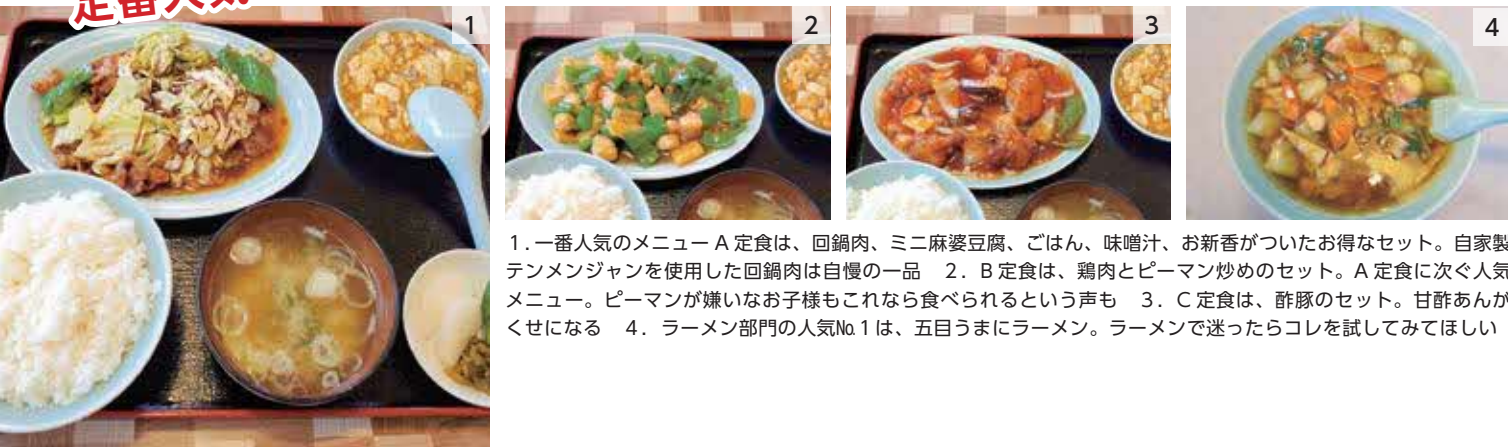 定番人気
1
2
3
4
1．一番人気のメニュー A 定食は、回鍋肉、ミニ麻婆豆腐、ごはん、味噌汁、お新香がついたお得なセット。自家製
テンメンジャンを使用した回鍋肉は自慢の一品　2．B 定食は、鶏肉とピーマン炒めのセット。A 定食に次ぐ人気
メニュー。ピーマンが嫌いなお子様もこれなら食べられるという声も　3．C 定食は、酢豚のセット。甘酢あんが
くせになる　4．ラーメン部門の人気№1は、五目うまにラーメン。ラーメンで迷ったらコレを試してみてほしい